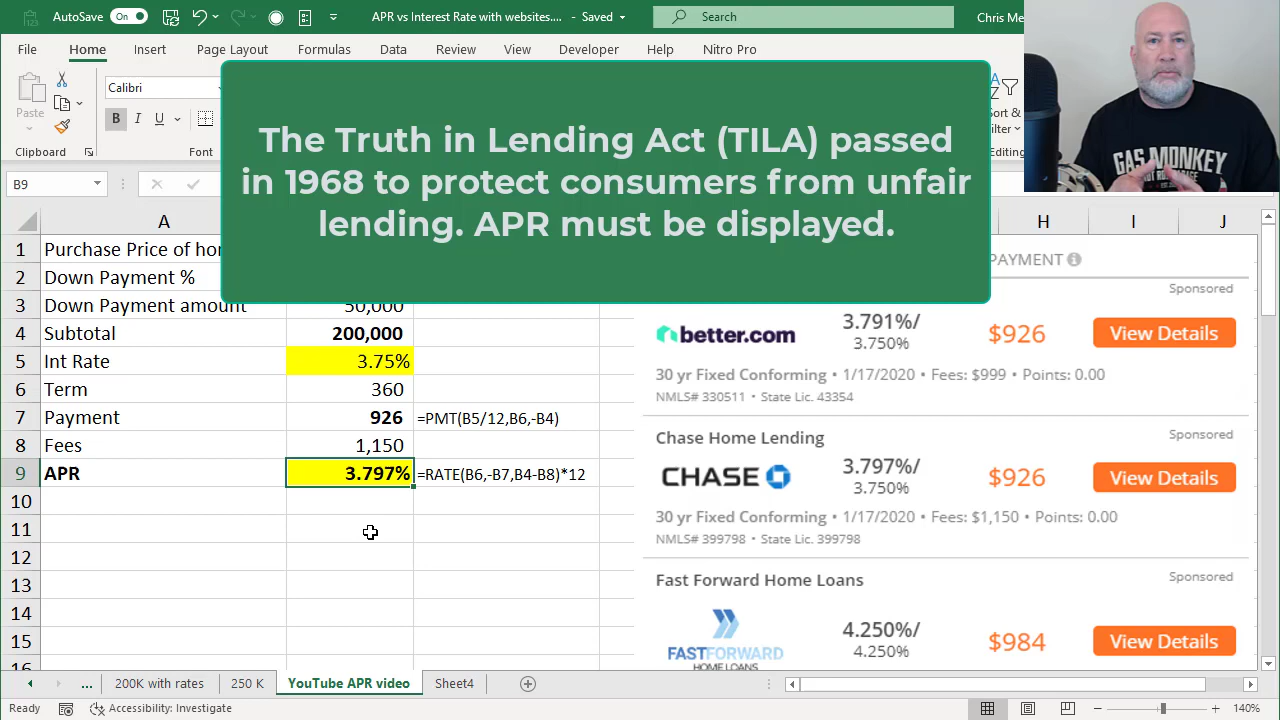 AutoSave
On
APR vs Interest Rate with websites.... - Saved
Search
Chris Me
File
Home
Insert
Page Layout
Formulas
Data
Review
View
Developer
Help
Nitro Pro
Paste
Clipboard
Calibri
B
I
U
Font
Sort &
Filter
The Truth in Lending Act (TILA) passed
in 1968 to protect consumers from unfair
lending. APR must be displayed.
GAS MONKEY
B9
A
H
I
J
1 Purchase Price of hom
2 Down Payment %
3 Down Payment amount 50,000
4 Subtotal 200,000
5 Int Rate 3.75%
6 Term 360
7 Payment 926 =PMT(B5/12,B6,-B4)
8 Fees 1,150
9 APR 3.797% =RATE(B6,-B7,B4-B8)*12
10
11
12
13
14
15
16
PAYMENT
Sponsored
better.com
3.791%/
3.750%
$926
View Details
30 yr Fixed Conforming • 1/17/2020 • Fees: $999 • Points: 0.00
NMLS# 330511 • State Lic. 43354
Chase Home Lending
CHASE
3.797%/
3.750%
$926
View Details
30 yr Fixed Conforming • 1/17/2020 • Fees: $1,150 • Points: 0.00
NMLS# 399798 • State Lic. 399798
Fast Forward Home Loans
Sponsored
FASTFORWARD
HOME LOANS
4.250%/
4.250%
$984
View Details
...
200K with rates
250 K
YouTube APR video
Sheet4
Ready
Accessibility: Investigate
140%